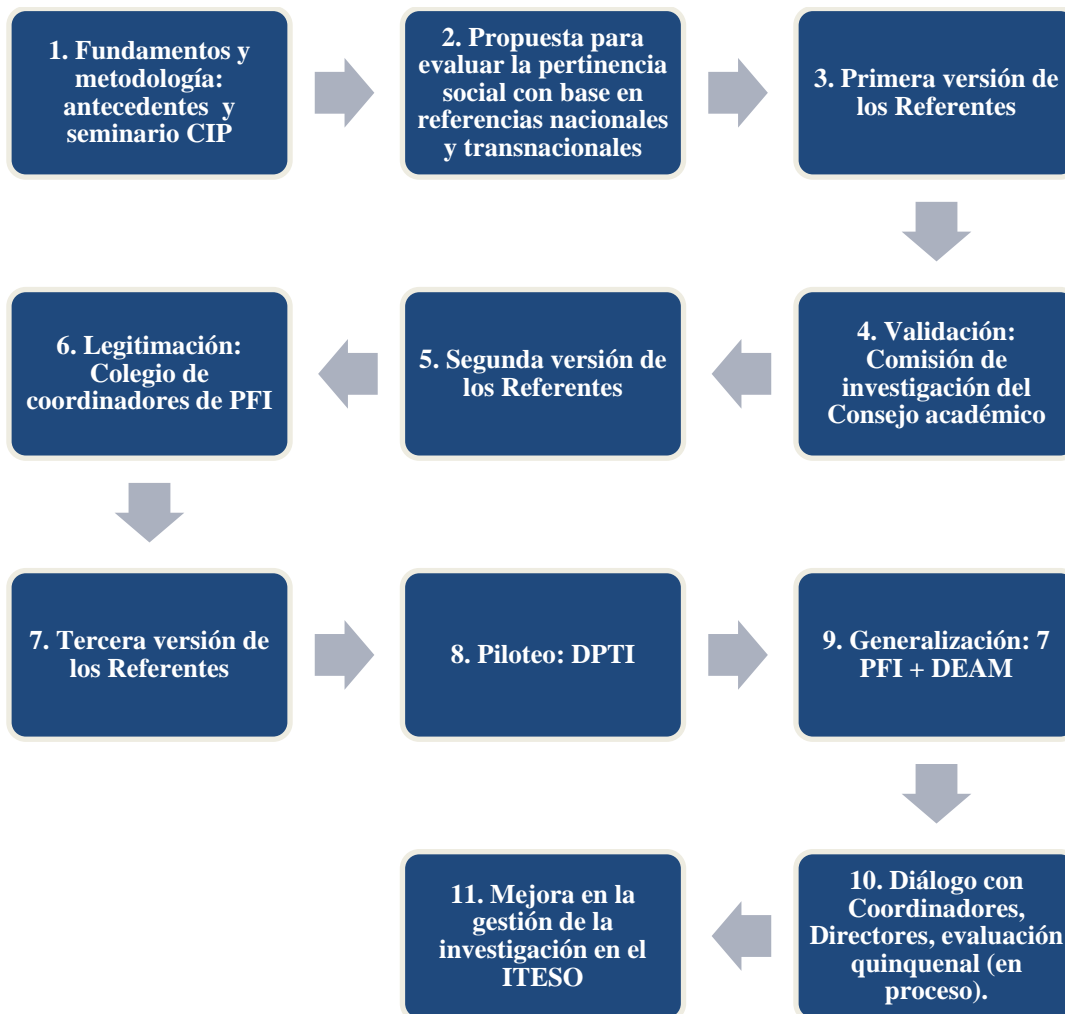 1. Fundamentos y
metodología:
antecedentes y
seminario CIP
2. Propuesta para
evaluar la pertinencia
social con base en
referencias nacionales
y transnacionales
3. Primera versión de
los Referentes
4. Validación:
Comisión de
investigación del
Consejo académico
5. Segunda versión de
los Referentes
6. Legitimación:
Colegio de
coordinadores de PFI
7. Tercera versión de
los Referentes
8. Piloteo: DPTI
9. Generalización: 7
PFI + DEAM
10. Diálogo con
Coordinadores,
Directores, evaluación
quinquenal (en
proceso).
11. Mejora en la
gestión de la
investigación en el
ITESO